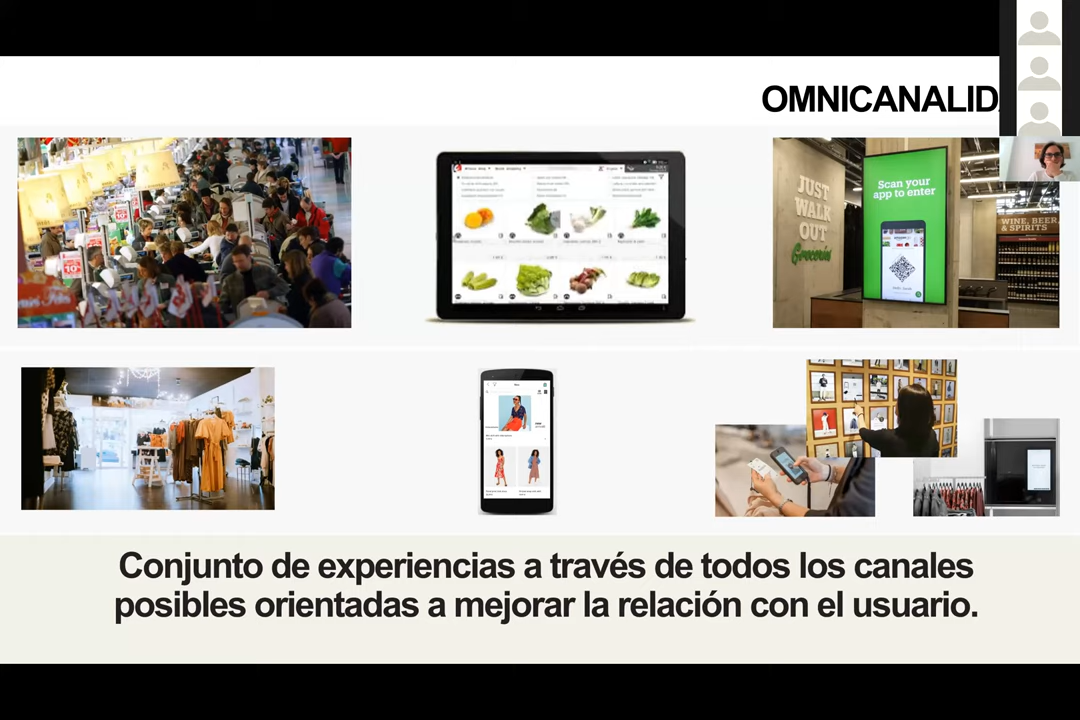 OMNICANALID
JUST
WALK
OUT
Groceries
Scan your
app to enter
WINE, BEER
& SPIRITS
Conjunto de experiencias a través de todos los canales
posibles orientadas a mejorar la relación con el usuario.